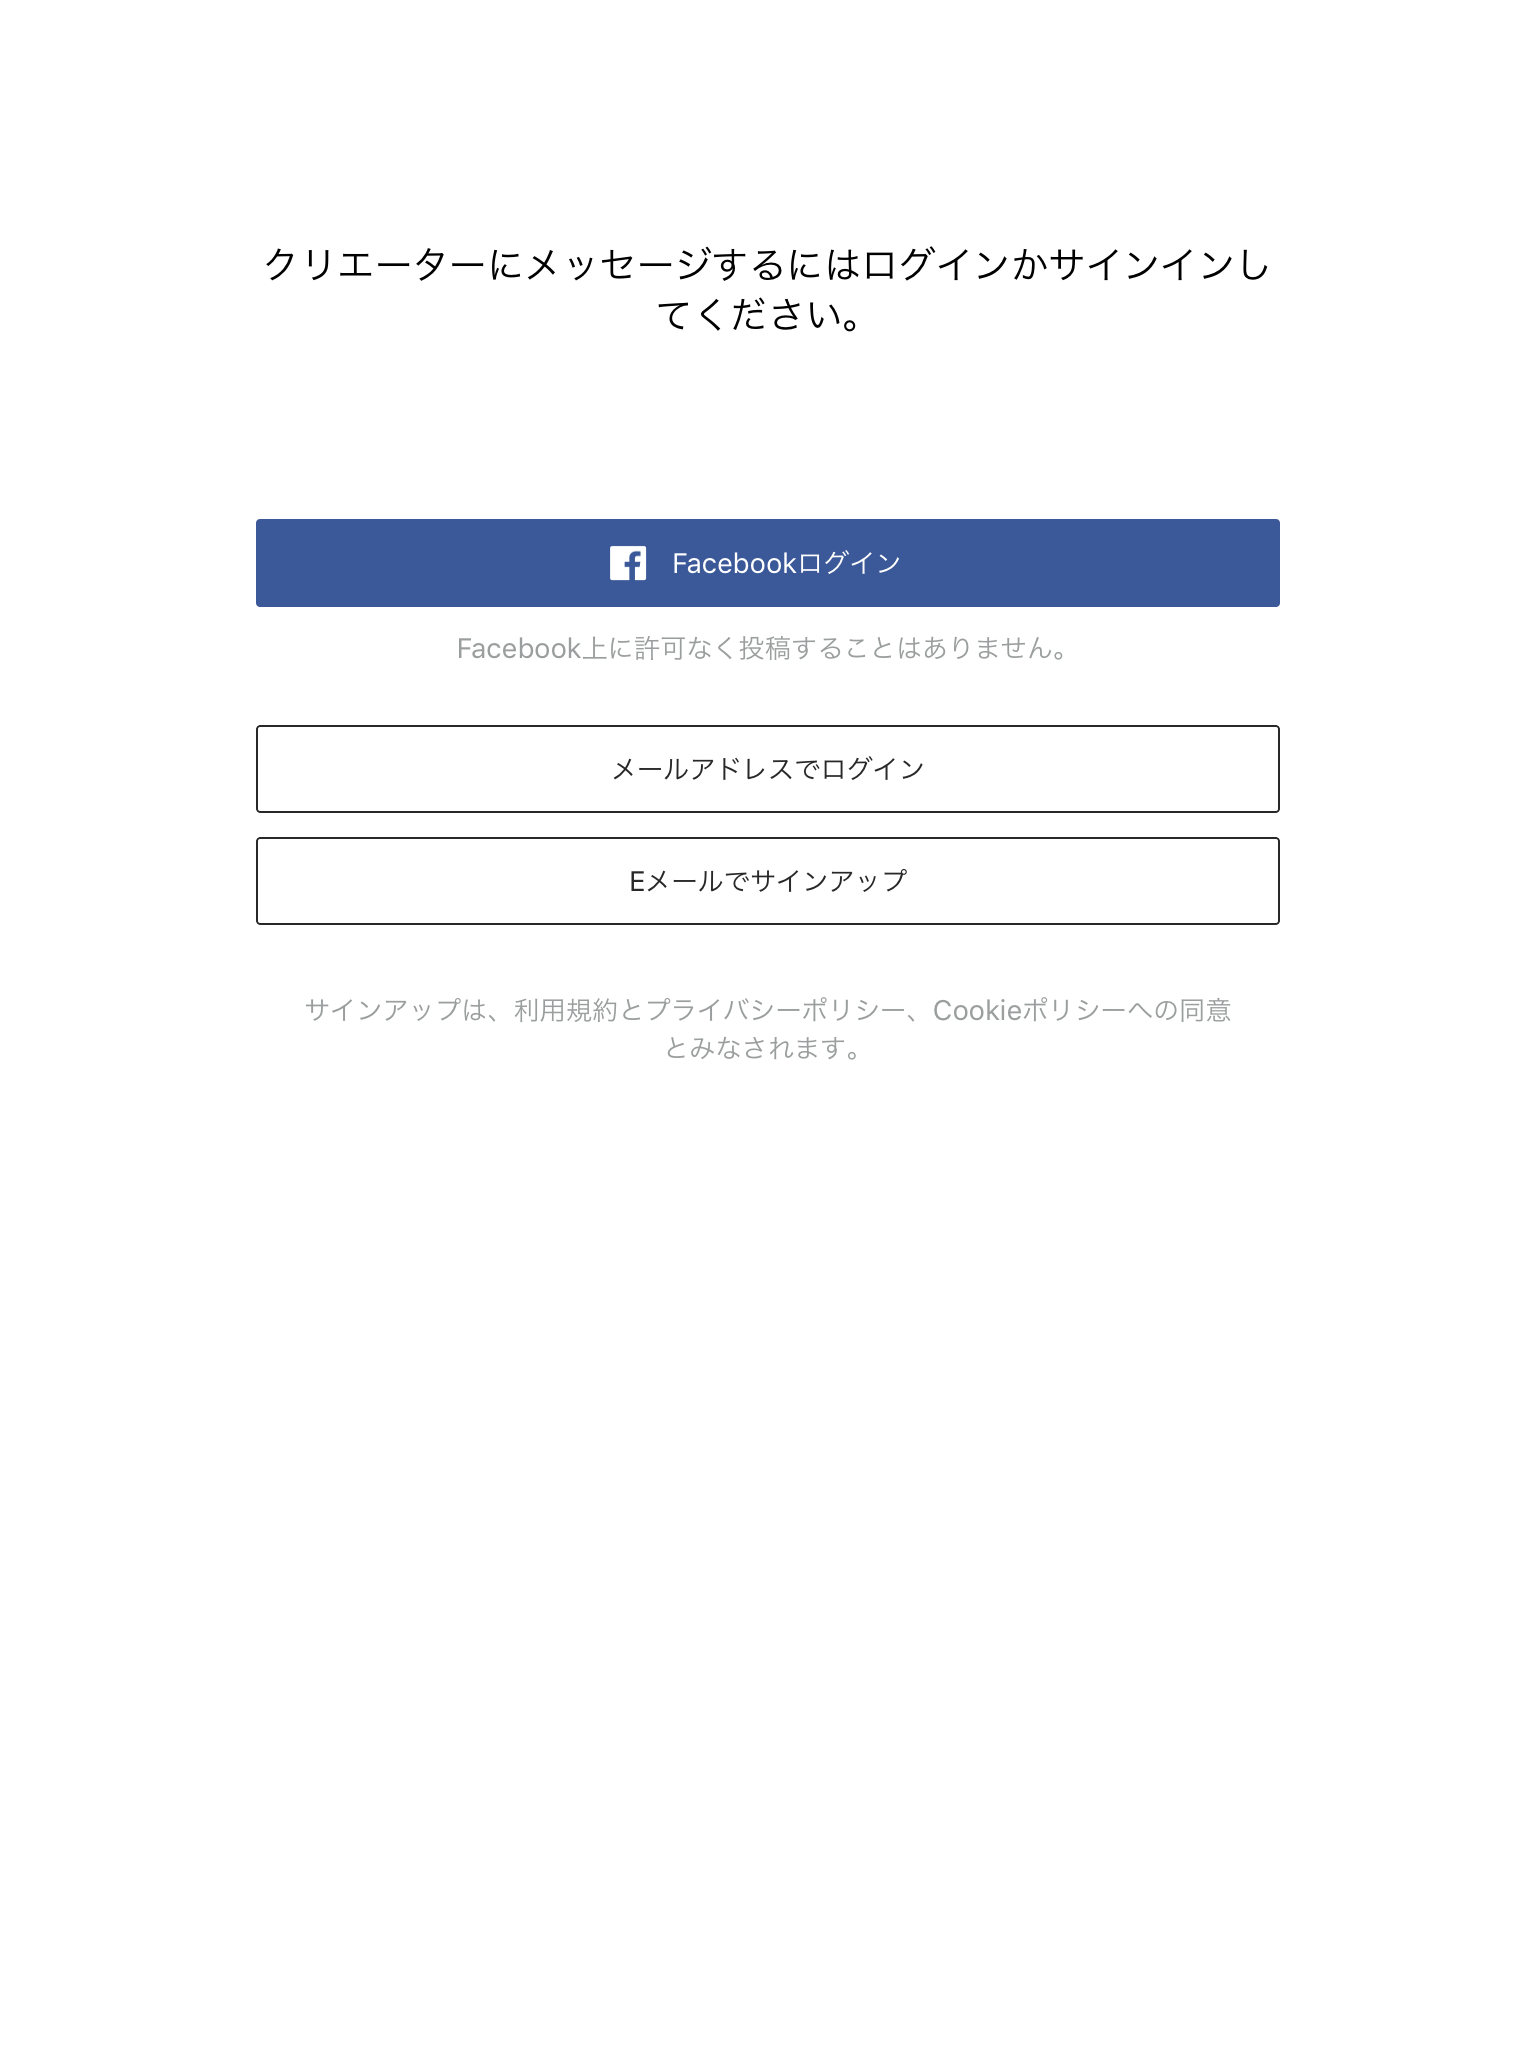 クリエーターにメッセージするにはログインかサインインし
てください。
Facebookログイン
Facebook上に許可なく投稿することはありません。
メールアドレスでログイン
Eメールでサインアップ
サインアップは、利用規約とプライバシーポリシー、Cookieポリシーへの同意
とみなされます。